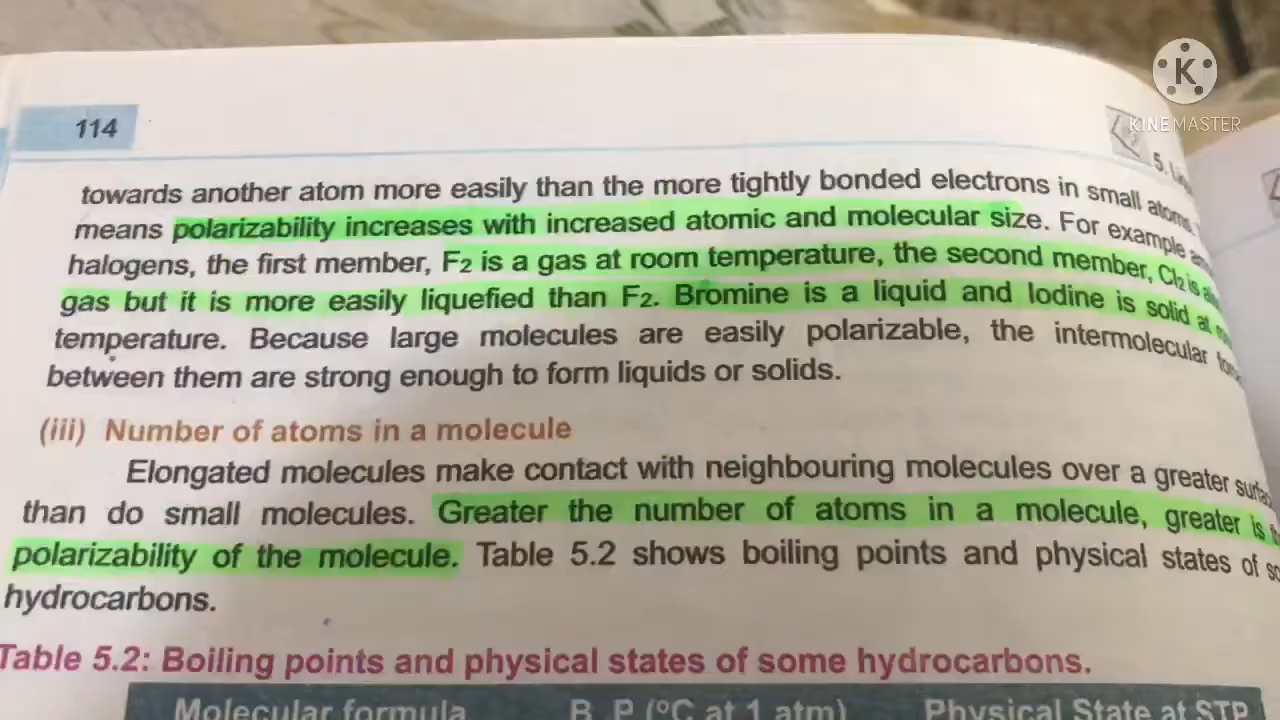 K
KINEMASTER
114
5. 
towards another atom more easily than the more tightly bonded electrons in small atoms.
means polarizability increases with increased atomic and molecular size. For example
halogens, the first member, F₂ is a gas at room temperature, the second member, Cl₂ is
gas but it is more easily liquefied than F₂. Bromine is a liquid and Iodine is solid at
temperature. Because large molecules are easily polarizable, the intermolecular
between them are strong enough to form liquids or solids.
(iii) Number of atoms in a molecule
Elongated molecules make contact with neighbouring molecules over a greater
than do small molecules. Greater the number of atoms in a molecule, greater is
polarizability of the molecule. Table 5.2 shows boiling points and physical states of
hydrocarbons.
Table 5.2: Boiling points and physical states of some hydrocarbons.
Molecular formula B. P (°C at 1 atm) Physical State at STP